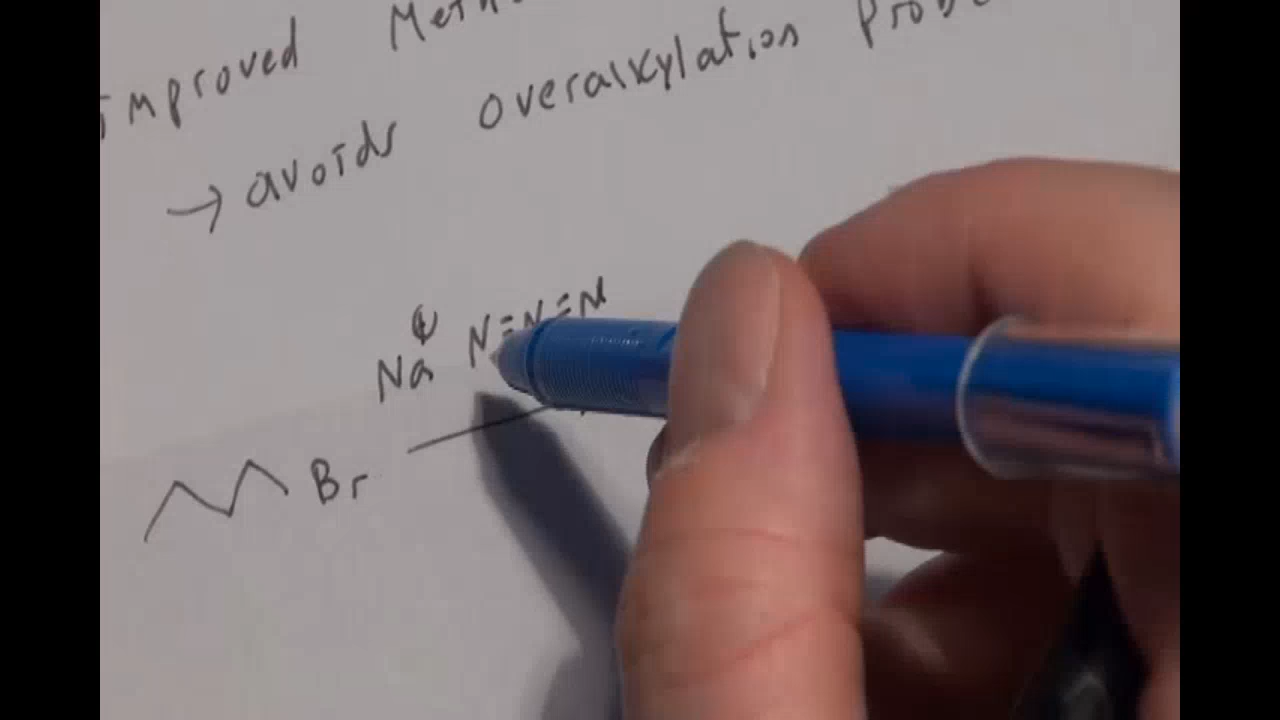 improved
→ avoids overalkylation
Na⊕ N=N=N
Br